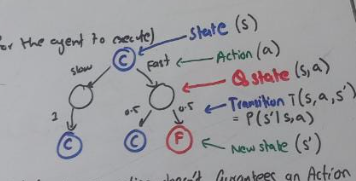 for the agent to execute)
State (s)
C
slow
fast
Action (a)
Q state (s,a)
1
0.5
0.5
Transition T(s,a,s')
= P(s'|s,a)
C
C
F
New state (s')
doesn't Guarantees an Action